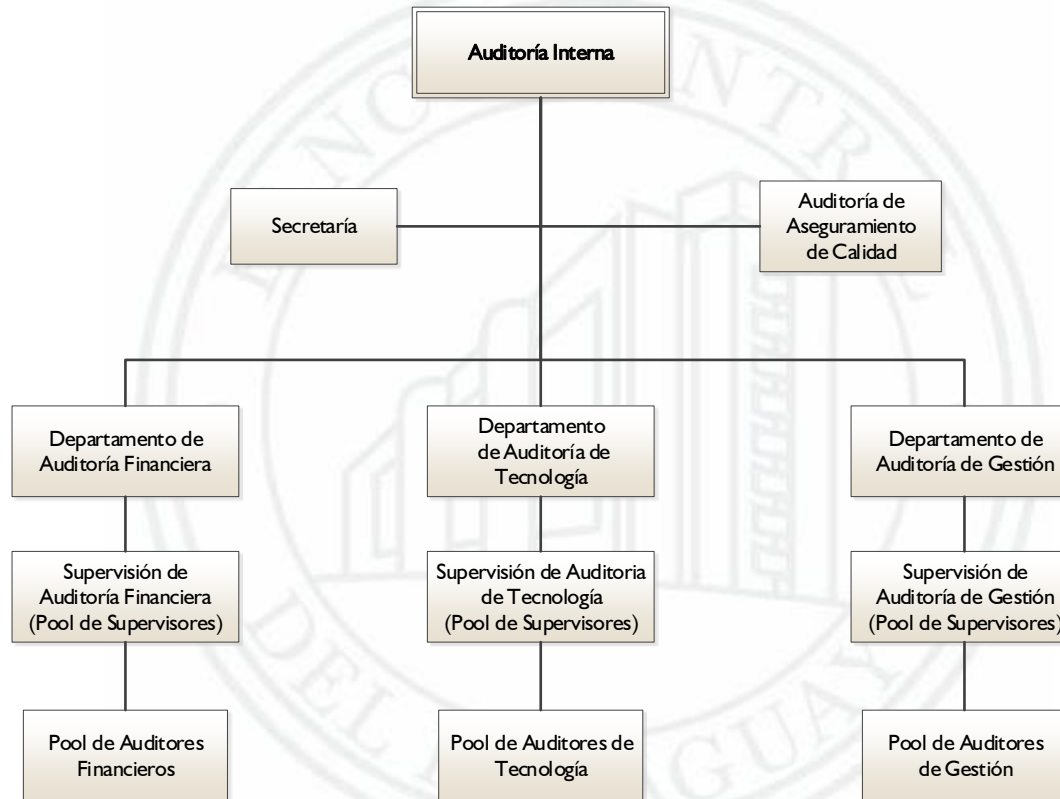 Auditoría Interna
Secretaría
Auditoría de
Aseguramiento
de Calidad
Departamento de
Auditoría Financiera
Departamento
de Auditoría de
Tecnología
Departamento de
Auditoría de Gestión
Supervisión de
Auditoría Financiera
(Pool de Supervisores)
Supervisión de Auditoria
de Tecnología
(Pool de Supervisores)
Supervisión de
Auditoría de Gestión
(Pool de Supervisores)
Pool de Auditores
Financieros
Pool de Auditores de
Tecnología
Pool de Auditores
de Gestión